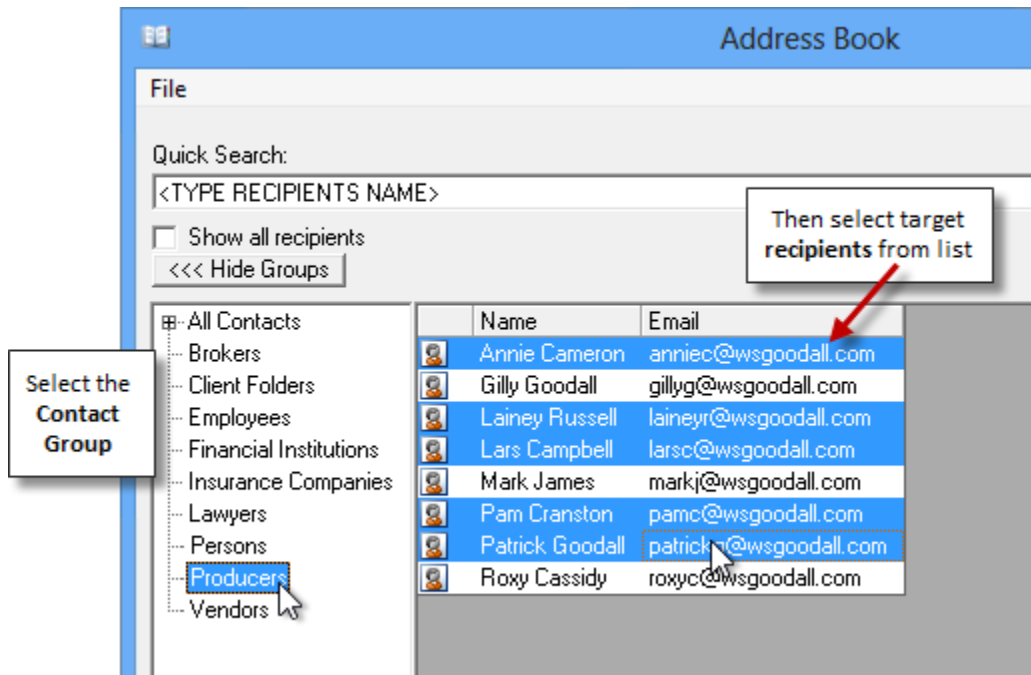 Address Book
File
Quick Search:
<TYPE RECIPIENTS NAME>
Show all recipients
<<< Hide Groups
Then select target
recipients from list
Select the
Contact
Group
All Contacts
Brokers
Client Folders
Employees
Financial Institutions
Insurance Companies
Lawyers
Persons
Producers
Vendors
Name Email
Annie Cameron anniec@wsgoodall.com
Gilly Goodall gillyg@wsgoodall.com
Lainey Russell laineyr@wsgoodall.com
Lars Campbell larsc@wsgoodall.com
Mark James markj@wsgoodall.com
Pam Cranston pamc@wsgoodall.com
Patrick Goodall
Roxy Cassidy roxyc@wsgoodall.com